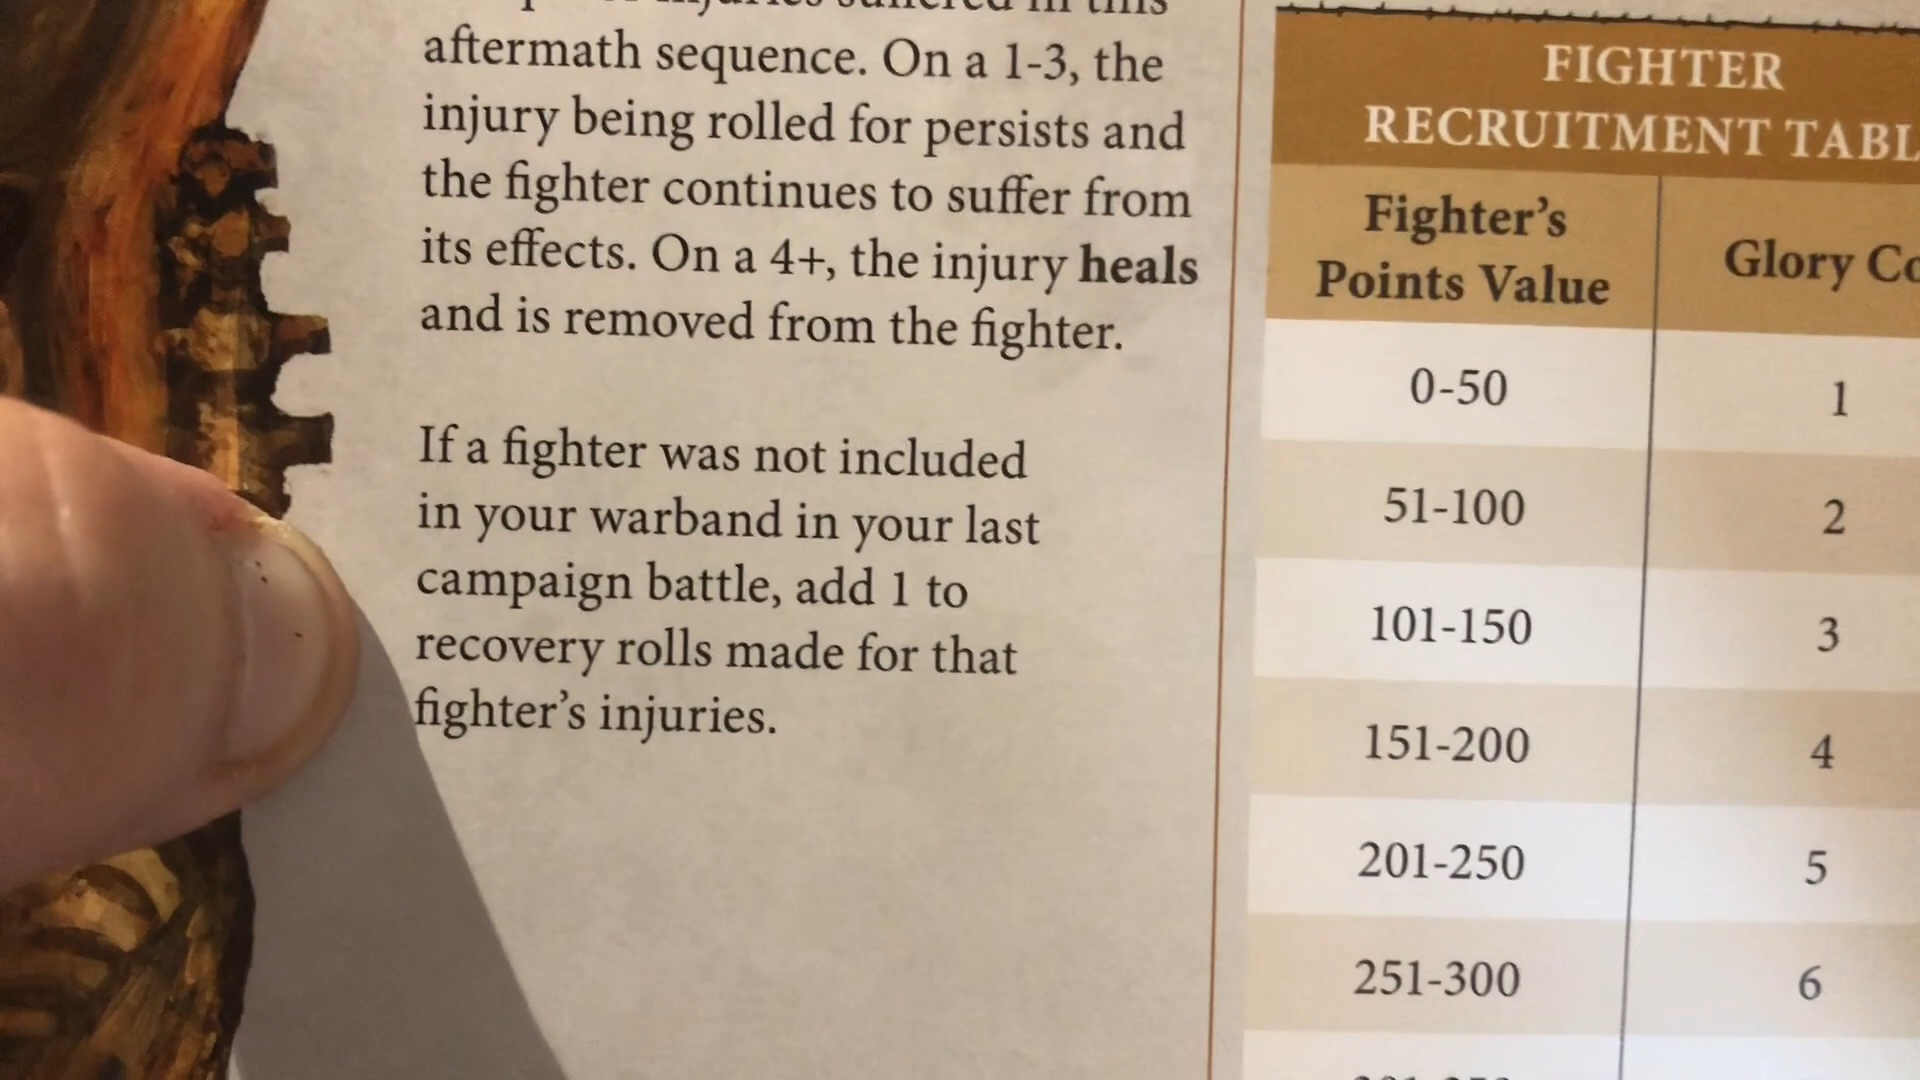 injuries suffered in this
aftermath sequence. On a 1-3, the
injury being rolled for persists and
the fighter continues to suffer from
its effects. On a 4+, the injury heals
and is removed from the fighter.
If a fighter was not included
in your warband in your last
campaign battle, add 1 to
recovery rolls made for that
fighter's injuries.
FIGHTER
RECRUITMENT TABL
Fighter's
Points Value
Glory Co
0-50 1
51-100 2
101-150 3
151-200 4
201-250 5
251-300 6